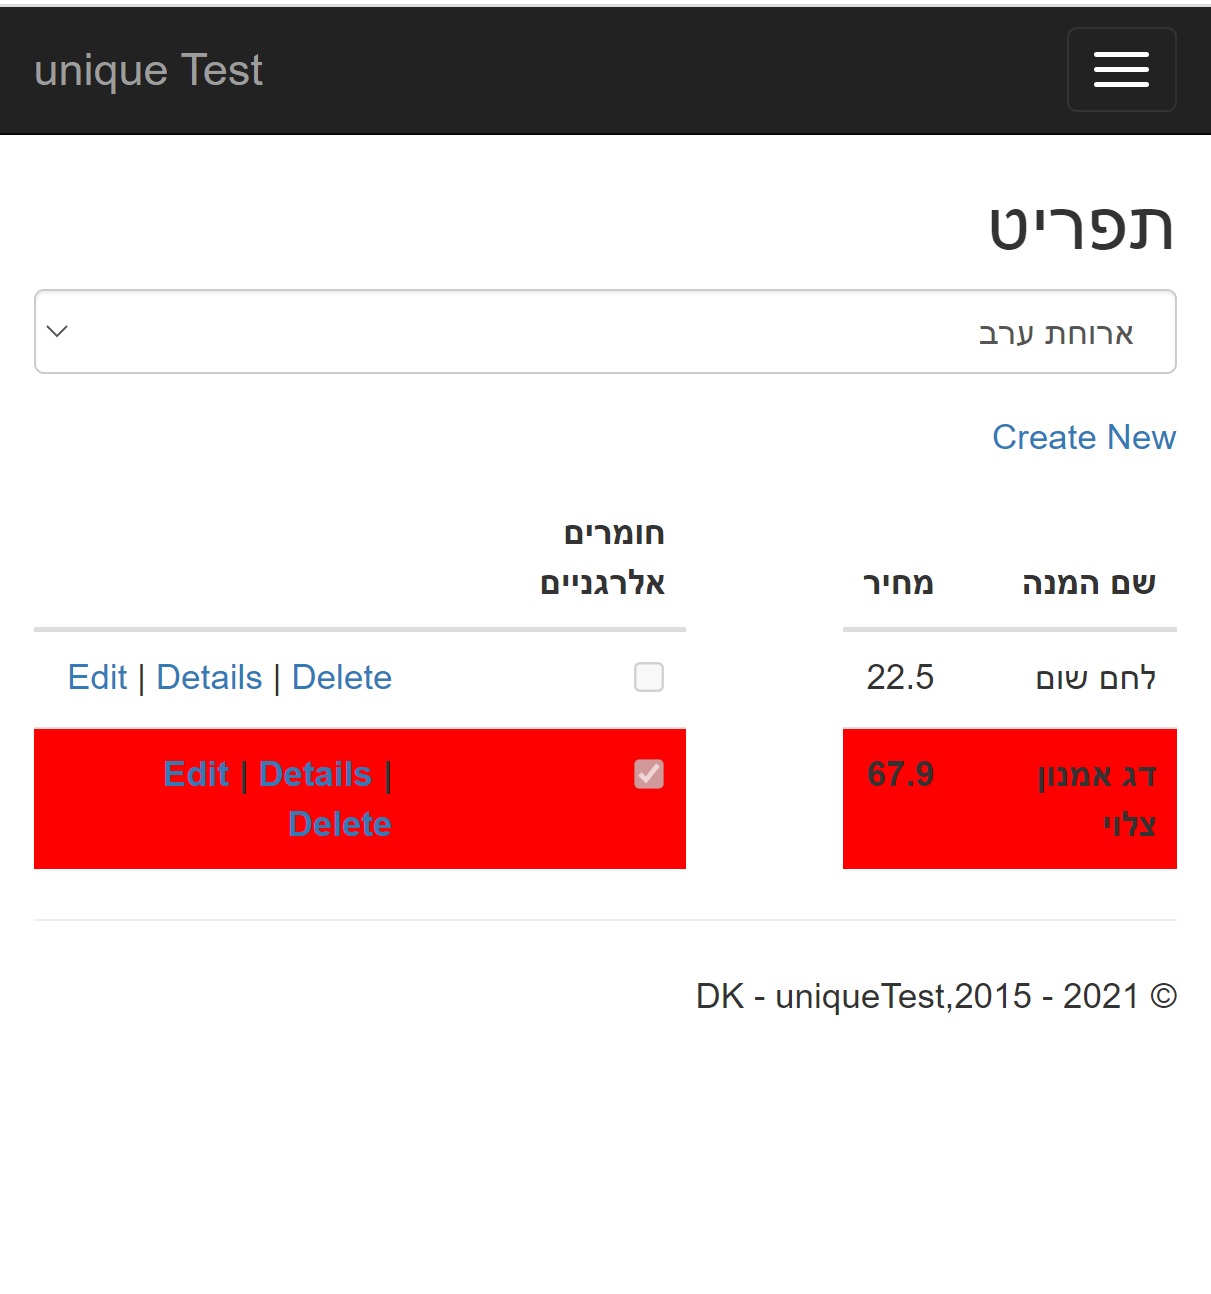 unique Test
תפריט
ארוחת ערב
Create New
שם המנה מחיר חומרים
אלרגניים
לחם שום 22.5 Edit | Details | Delete
דג אמנון 67.9 Edit | Details |
צלוי Delete
DK - uniqueTest,2015 - 2021 ©